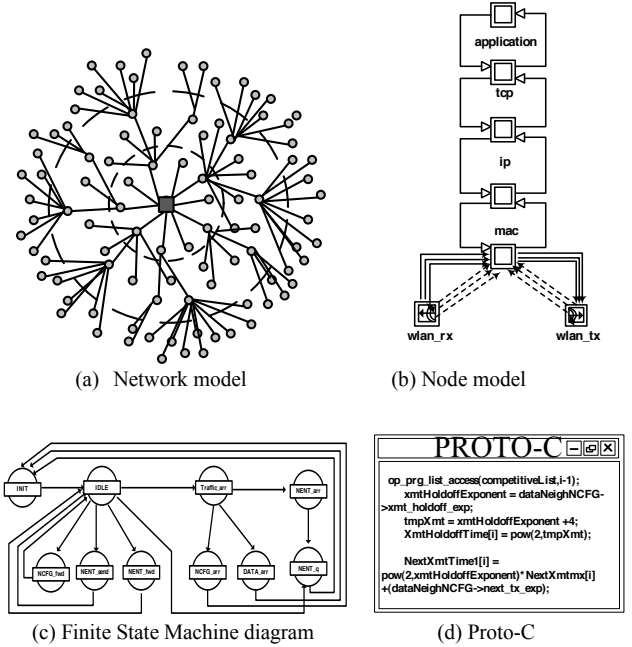 application
tcp
ip
mac
wlan_rx
wlan_tx
(a) Network model
(b) Node model
INIT
IDLE
Traffic_arr
NENT_arr
NCFG_fwd
NENT_send
NENT_fwd
NCFG_arr
DATA_arr
NENT_q
(c) Finite State Machine diagram
PROTO-C
op_prg_list_access(competitiveList,i-1);
xmtHoldoffExponent = dataNeighNCFG-
>xmt_holdoff_exp;
tmpXmt = xmtHoldoffExponent +4;
XmtHoldoffTime[i] = pow(2,tmpXmt);
NextXmtTime1[i] =
pow(2,xmtHoldoffExponent)* NextXmtmx[i]
+(dataNeighNCFG->next_tx_exp);
(d) Proto-C